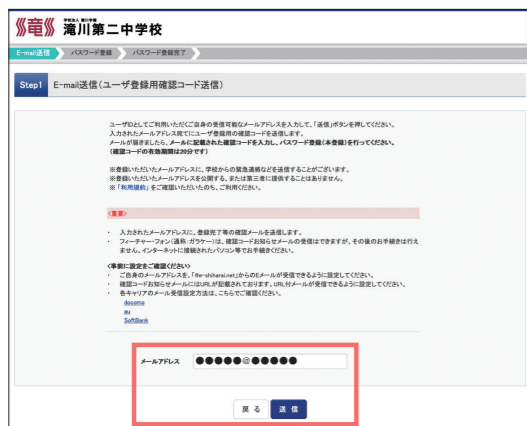 竜
学校法人 瀧川学園
滝川第二中学校
E-mail送信
パスワード登録
パスワード登録完了
Step1
E-mail送信(ユーザ登録用確認コード送信)
ユーザIDとしてご利用いただくご自身の受信可能なメールアドレスを入力して、「送信」ボタンを押してください。
入力されたメールアドレス宛てにユーザ登録用の確認コードを送信します。
メールが届きましたら、メールに記載された確認コードを入力し、パスワード登録(本登録)を行ってください。
(確認コードの有効期間は20分です)
※登録いただいたメールアドレスに、学校からの緊急連絡などを送信することがございます。
※登録いただいたメールアドレスを公開する、または第三者に提供することはありません。
※「利用規約」をご確認いただいたのち、ご利用ください。
<重要>
・ 入力されたメールアドレスに、登録完了等の確認メールを送信します。
・ フィーチャー・フォン(通称:ガラケー)は、確認コードお知らせメールの受信はできますが、その後のお手続きは行え
ません。インターネットに接続されたパソコン等でお手続きください。
<事前に設定をご確認ください>
・ ご自身のメールアドレスを、「@e-shiharai.net」からのEメールが受信できるように設定してください。
・ 確認コードお知らせメールにはURLが記載されております。URL付メールが受信できるように設定してください。
・ 各キャリアのメール受信設定方法は、こちらでご確認ください。
docomo
au
SoftBank
メールアドレス
●●●●●@●●●●●
戻る
送信